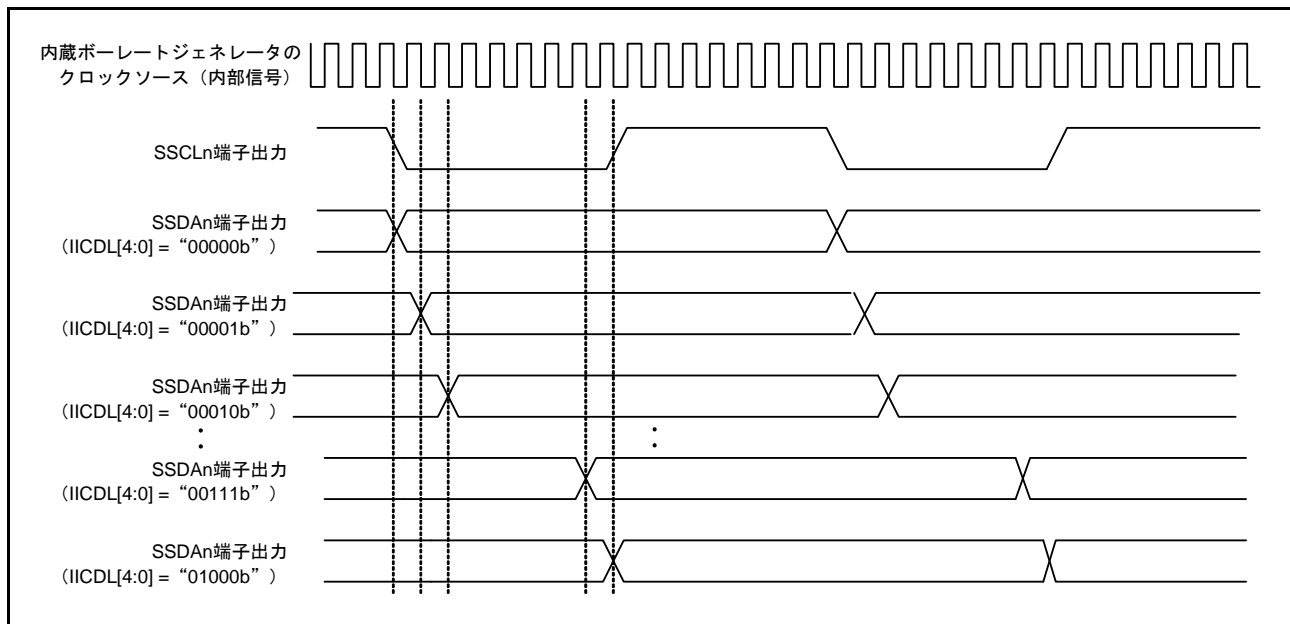 内蔵ボーレートジェネレータの
クロックソース（内部信号）
SSCLn端子出力
SSDAn端子出力
（IICDL[4:0] = “00000b” ）
SSDAn端子出力
（IICDL[4:0] = “00001b” ）
SSDAn端子出力
（IICDL[4:0] = “00010b” ）
SSDAn端子出力
（IICDL[4:0] = “00111b” ）
SSDAn端子出力
（IICDL[4:0] = “01000b” ）